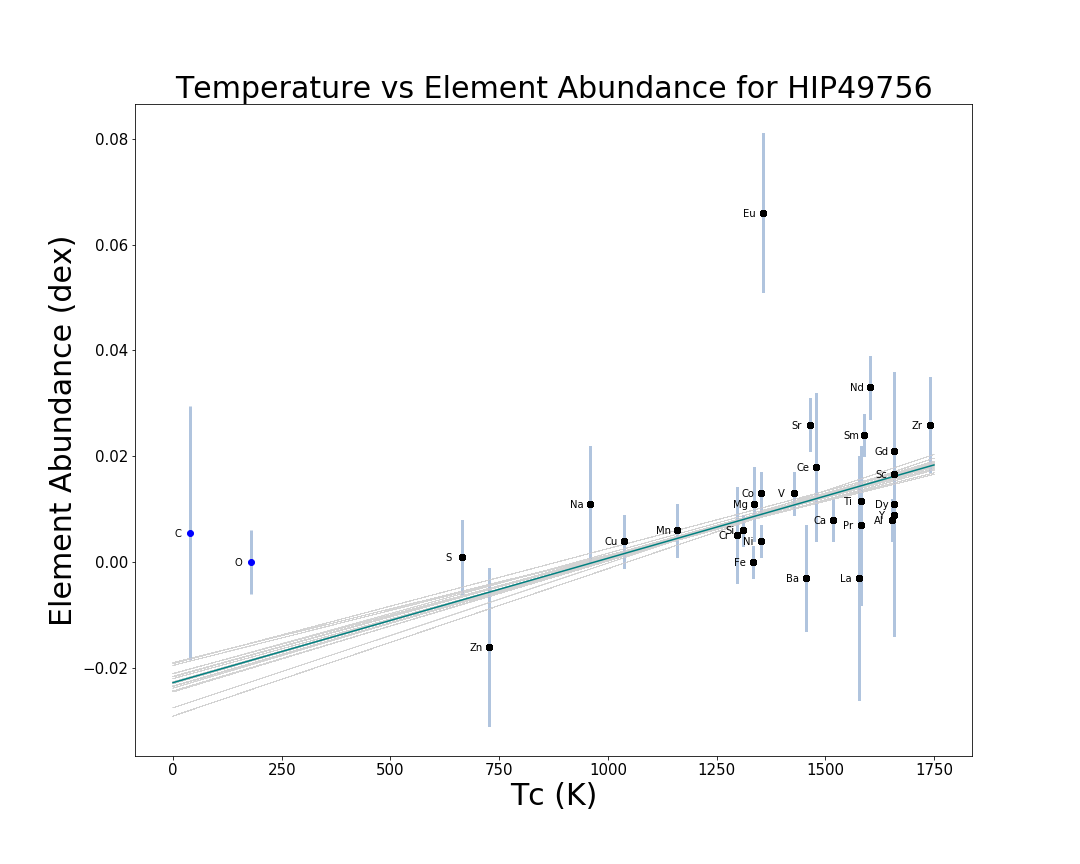 Temperature vs Element Abundance for HIP49756
0.08
Eu
0.06
Element Abundance (dex)
0.04
Nd
Sr
Zr
Sm
Gd
0.02
Ce
Sc
Co
V
Na
Mg
Ti
Dy
Y
Ca
Al
Pr
Mn
Si
Cr
C
Cu
Ni
S
0.00
O
Fe
Ba
La
Zn
−0.02
0 250 500 750 1000 1250 1500 1750
Tc (K)